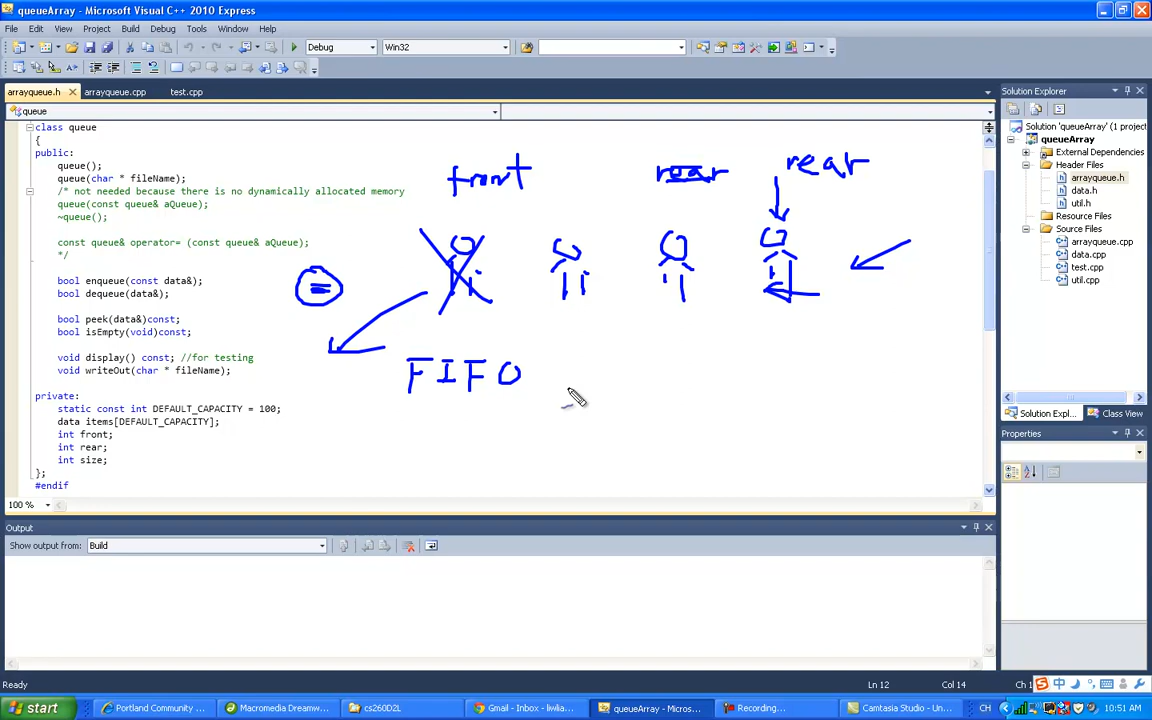 queueArray - Microsoft Visual C++ 2010 Express
File Edit View Project Build Debug Tools Window Help
Debug Win32
arrayqueue.h arrayqueue.cpp test.cpp
queue
class queue
{
public:
queue();
queue(char * fileName);
/* not needed because there is no dynamically allocated memory
queue(const queue& aQueue);
~queue();
const queue& operator= (const queue& aQueue);
*/
bool enqueue(const data&);
bool dequeue(data&);
bool peek(data&)const;
bool isEmpty(void)const;
void display() const; //for testing
void writeOut(char * fileName);
private:
static const int DEFAULT_CAPACITY = 100;
data items[DEFAULT_CAPACITY];
int front;
int rear;
int size;
};
#endif
front rear rear
FIFO
100 %
Solution Explorer
Solution 'queueArray' (1 project
queueArray
External Dependencies
Header Files
arrayqueue.h
data.h
util.h
Resource Files
Source Files
arrayqueue.cpp
data.cpp
test.cpp
util.cpp
Solution Expl... Class View
Properties
Output
Show output from: Build
Ready Ln 12 Col 14 Ch 1
start Portland Community ... Macromedia Dreamw... cs260D2L Gmail - Inbox - liwlia... queueArray - Micros... Recording... Camtasia Studio - Un... CH 10:51 AM